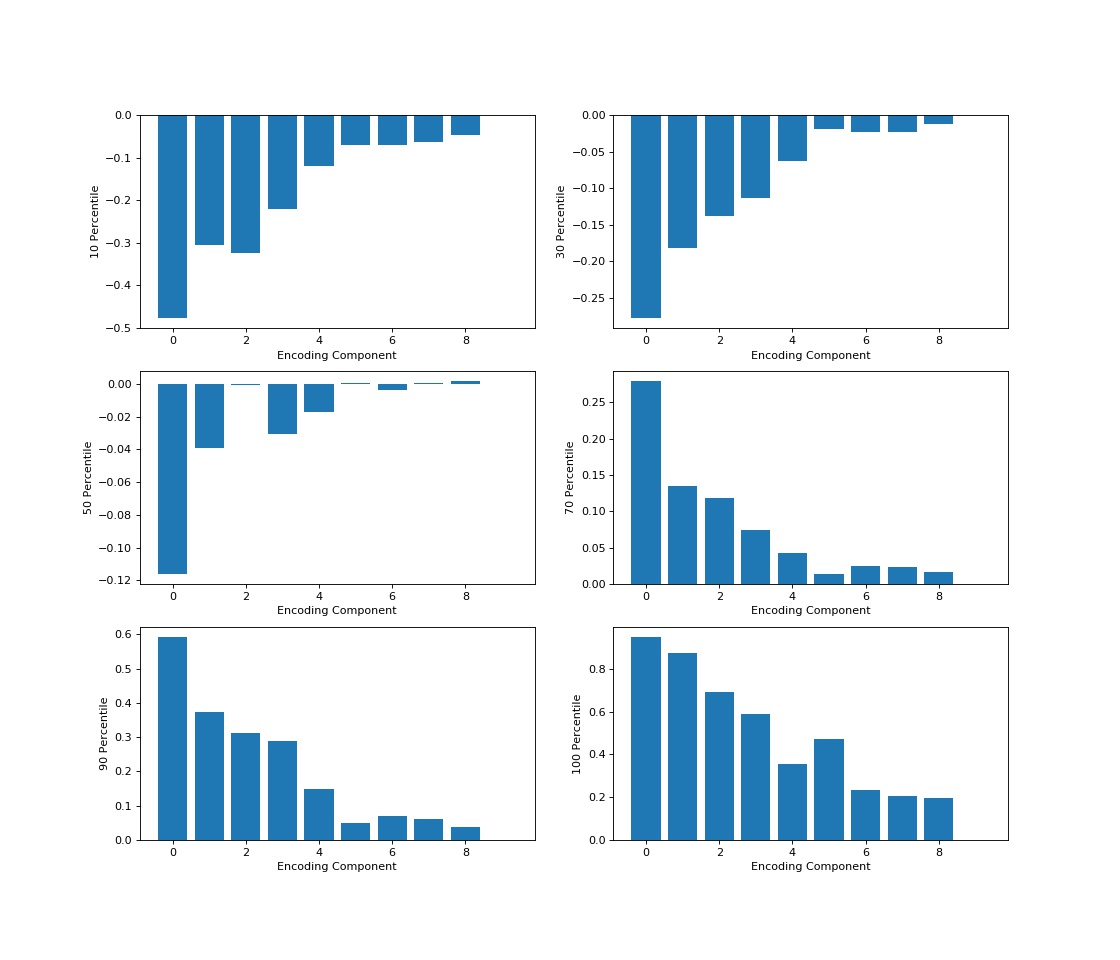 0.0
−0.1
−0.2
−0.3
−0.4
−0.5
10 Percentile
0 2 4 6 8
Encoding Component
0.00
−0.05
−0.10
−0.15
−0.20
−0.25
30 Percentile
0 2 4 6 8
Encoding Component
0.00
−0.02
−0.04
−0.06
−0.08
−0.10
−0.12
50 Percentile
0 2 4 6 8
Encoding Component
0.25
0.20
0.15
0.10
0.05
0.00
70 Percentile
0 2 4 6 8
Encoding Component
0.6
0.5
0.4
0.3
0.2
0.1
0.0
90 Percentile
0 2 4 6 8
Encoding Component
0.8
0.6
0.4
0.2
0.0
100 Percentile
0 2 4 6 8
Encoding Component